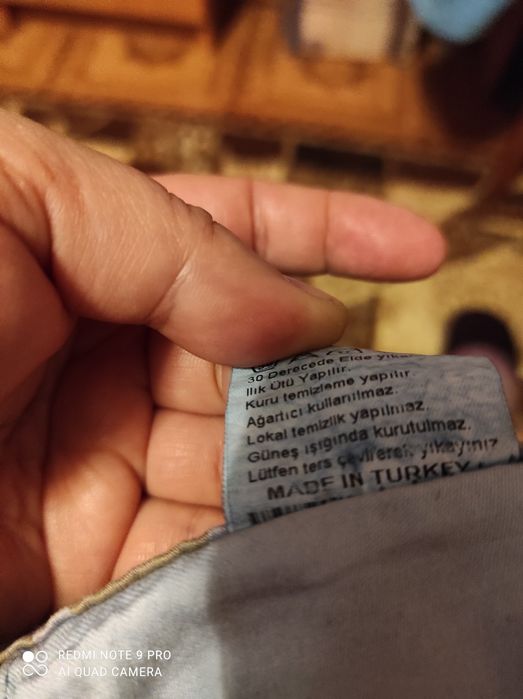 30 Derecede Elde yıka
Ilık Ütü Yapılır.
Kuru temizleme yapılır
Ağartıcı kullanılmaz.
Lokal temizlik yapılmaz.
Güneş ışığında kurutulmaz.
Lütfen ters çevirerek yıkayınız
MADE IN TURKEY
REDMI NOTE 9 PRO
AI QUAD CAMERA